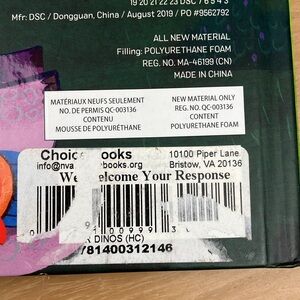 19 20 21 22 23 DSC / 6 5 4 3
Mfr: DSC / Dongguan, China / August 2019 / PO #9562792
ALL NEW MATERIAL
Filling: POLYURETHANE FOAM
REG. NO. MA-46199 (CN)
MADE IN CHINA
MATÉRIAUX NEUFS SEULEMENT
NO. DE PERMIS QC-003136
CONTENU
MOUSSE DE POLYURÉTHANE
NEW MATERIAL ONLY
REG. NO. QC-003136
CONTENT
POLYURETHANE FOAM
Choice Books
10100 Piper Lane
Bristow, VA 20136
We Welcome Your Response
DINOS (HC)
781400312146